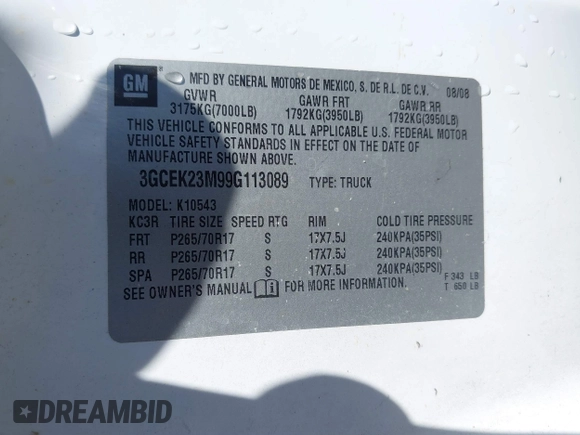 GM
MFD BY GENERAL MOTORS DE MEXICO, S. DE R.L. DE C.V. 08/08
GVWR GAWR FRT GAWR RR
3175KG(7000LB) 1792KG(3950LB) 1792KG(3950LB)
THIS VEHICLE CONFORMS TO ALL APPLICABLE U.S. FEDERAL MOTOR
VEHICLE SAFETY STANDARDS IN EFFECT ON THE DATE OF
MANUFACTURE SHOWN ABOVE.
3GCEK23M99G113089 TYPE: TRUCK
MODEL: K10543
KC3R TIRE SIZE SPEED RTG RIM COLD TIRE PRESSURE
FRT P265/70R17 S 17X7.5J 240KPA(35PSI)
RR P265/70R17 S 17X7.5J 240KPA(35PSI)
SPA P265/70R17 S 17X7.5J 240KPA(35PSI)
SEE OWNER'S MANUAL FOR MORE INFORMATION.
F 343 LB
T 650 LB
DREAMBID